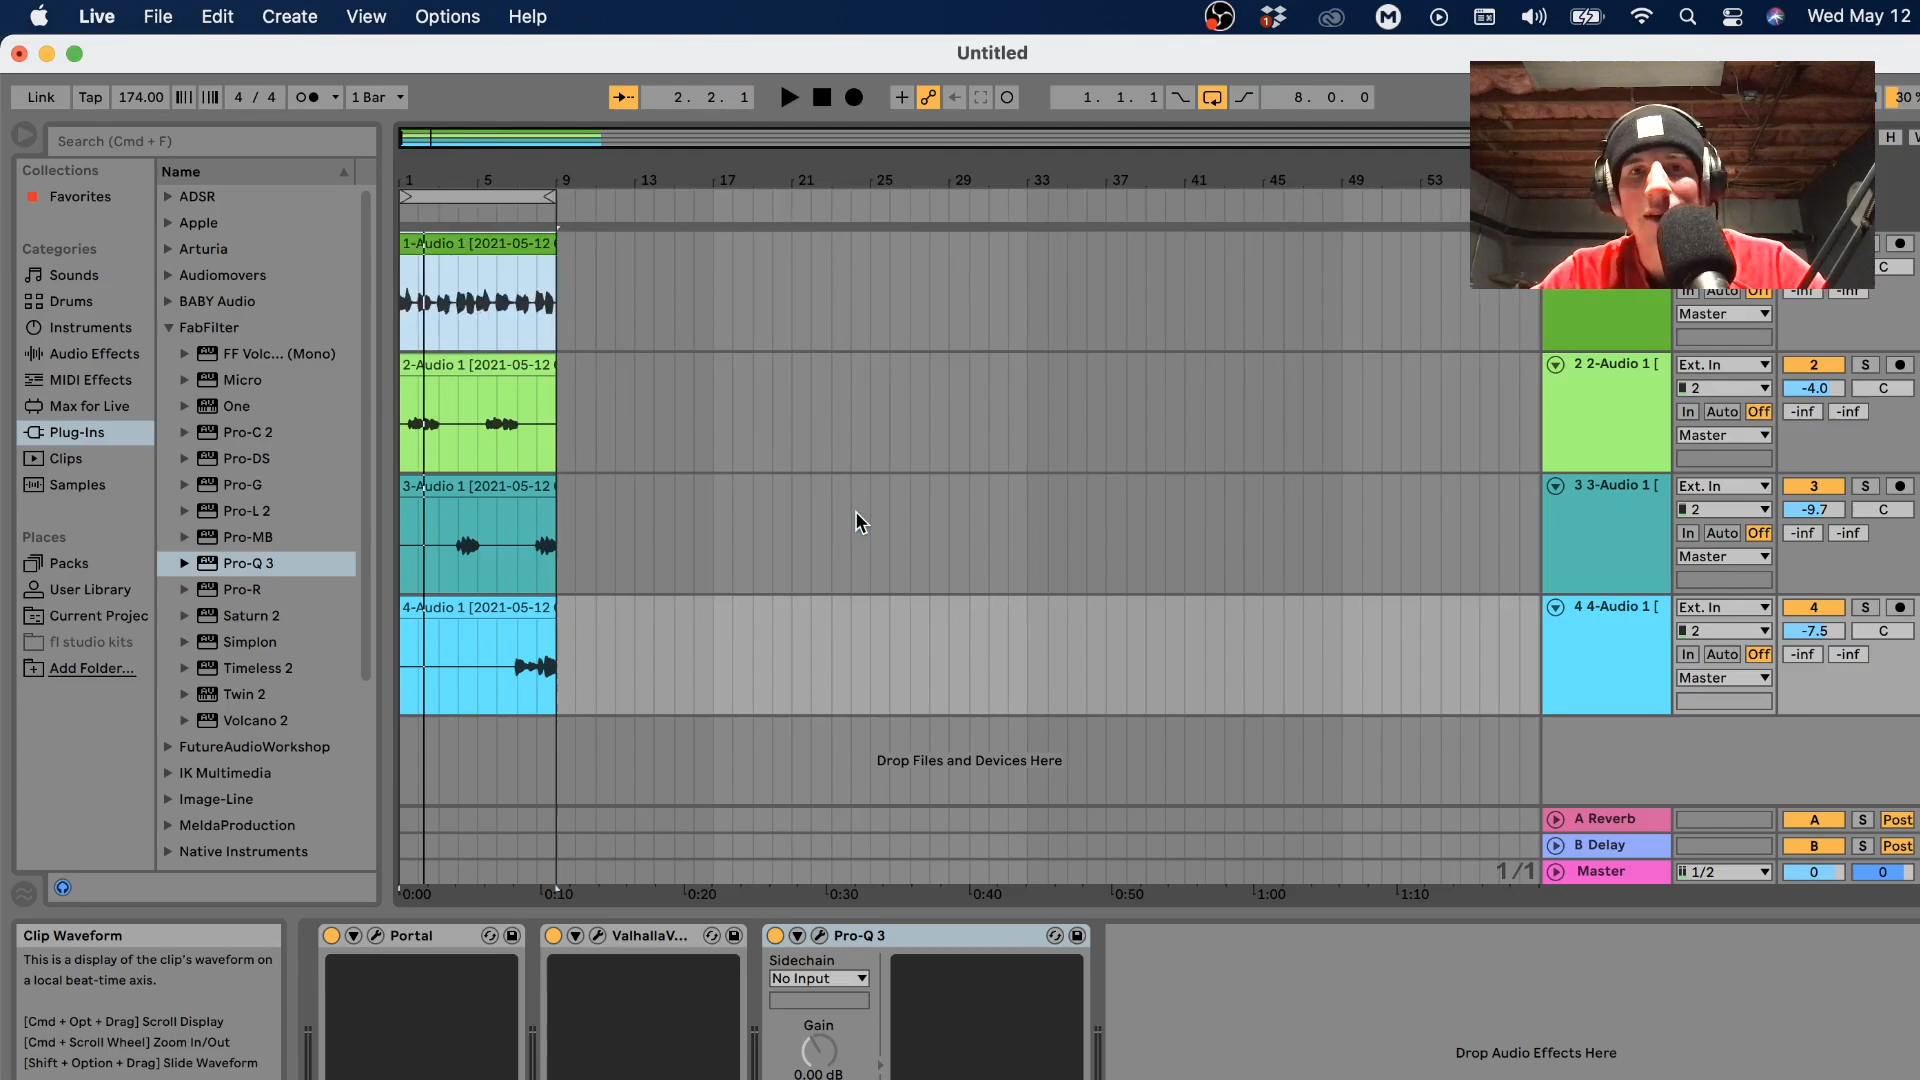 Live File Edit Create View Options Help Wed May 12
Untitled
Link Tap 174.00 4 / 4 1 Bar 2. 2. 1 1. 1. 1 8. 0. 0 30 %
Search (Cmd + F)
H
Collections
Favorites
Categories
Sounds
Drums
Instruments
Audio Effects
MIDI Effects
Max for Live
Plug-Ins
Clips
Samples
Places
Packs
User Library
Current Projec
fl studio kits
Add Folder...
Name
ADSR
Apple
Arturia
Audiomovers
BABY Audio
FabFilter
FF Volc... (Mono)
Micro
One
Pro-C 2
Pro-DS
Pro-G
Pro-L 2
Pro-MB
Pro-Q 3
Pro-R
Saturn 2
Simplon
Timeless 2
Twin 2
Volcano 2
FutureAudioWorkshop
IK Multimedia
Image-Line
MeldaProduction
Native Instruments
1 5 9 13 17 21 25 29 33 37 41 45 49 53
1-Audio 1 [2021-05-12
2-Audio 1 [2021-05-12
3-Audio 1 [2021-05-12
4-Audio 1 [2021-05-12
Drop Files and Devices Here
C
In Auto Off -inf -inf
Master
2 2-Audio 1 [ Ext. In 2 S
2 -4.0 C
In Auto Off -inf -inf
Master
3 3-Audio 1 [ Ext. In 3 S
2 -9.7 C
In Auto Off -inf -inf
Master
4 4-Audio 1 [ Ext. In 4 S
2 -7.5 C
In Auto Off -inf -inf
Master
A Reverb A S Post
B Delay B S Post
1/1 Master 1/2 0 0
0:00 0:10 0:20 0:30 0:40 0:50 1:00 1:10
Clip Waveform
This is a display of the clip's waveform on
a local beat-time axis.
[Cmd + Opt + Drag] Scroll Display
[Cmd + Scroll Wheel] Zoom In/Out
[Shift + Option + Drag] Slide Waveform
Portal
ValhallaV...
Pro-Q 3
Sidechain
No Input
Gain
0.00 dB
Drop Audio Effects Here